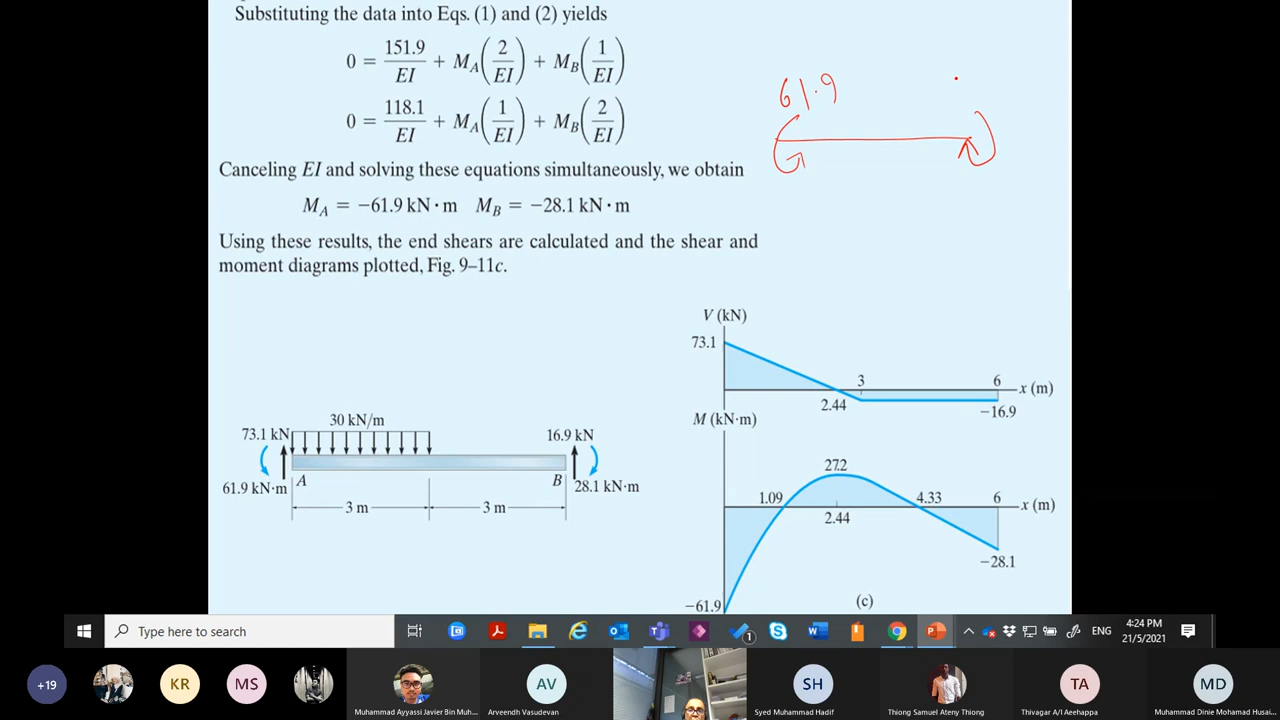 Substituting the data into Eqs. (1) and (2) yields
0 = 151.9/EI + M_A(2/EI) + M_B(1/EI)
0 = 118.1/EI + M_A(1/EI) + M_B(2/EI)
61.9
Canceling EI and solving these equations simultaneously, we obtain
M_A = −61.9 kN·m M_B = −28.1 kN·m
Using these results, the end shears are calculated and the shear and
moment diagrams plotted, Fig. 9–11c.
V (kN)
73.1
3
6
x (m)
2.44
−16.9
M (kN·m)
30 kN/m
73.1 kN
16.9 kN
A
B
61.9 kN·m
28.1 kN·m
3 m
3 m
27.2
1.09
4.33
6
x (m)
2.44
−28.1
−61.9
(c)
Type here to search
1
ENG
4:24 PM
21/5/2021
+19
KR
MS
AV
SH
TA
MD
Muhammad Ayyassi Javier Bin Muh...
Arveendh Vasudevan
Syed Muhammad Hadif
Thiong Samuel Ateny Thiong
Thivagar A/l Aeehappa
Muhammad Dinie Mohamad Husai...